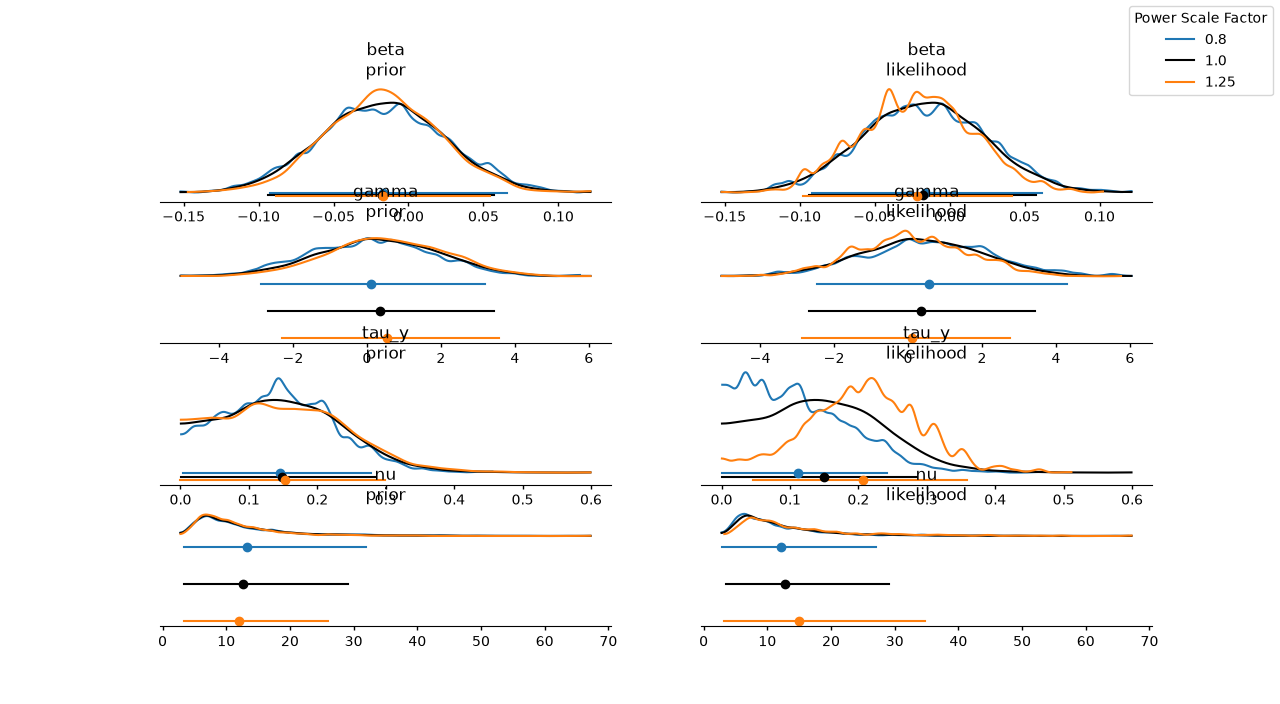 Power Scale Factor
0.8
1.0
1.25
beta
prior
beta
likelihood
−0.15 −0.10 −0.05 0.00 0.05 0.10
−0.15 −0.10 −0.05 0.00 0.05 0.10
gamma
prior
gamma
likelihood
−4 −2 0 2 4 6
−4 −2 0 2 4 6
tau_y
prior
tau_y
likelihood
0.0 0.1 0.2 0.3 0.4 0.5 0.6
0.0 0.1 0.2 0.3 0.4 0.5 0.6
nu
prior
nu
likelihood
0 10 20 30 40 50 60 70
0 10 20 30 40 50 60 70